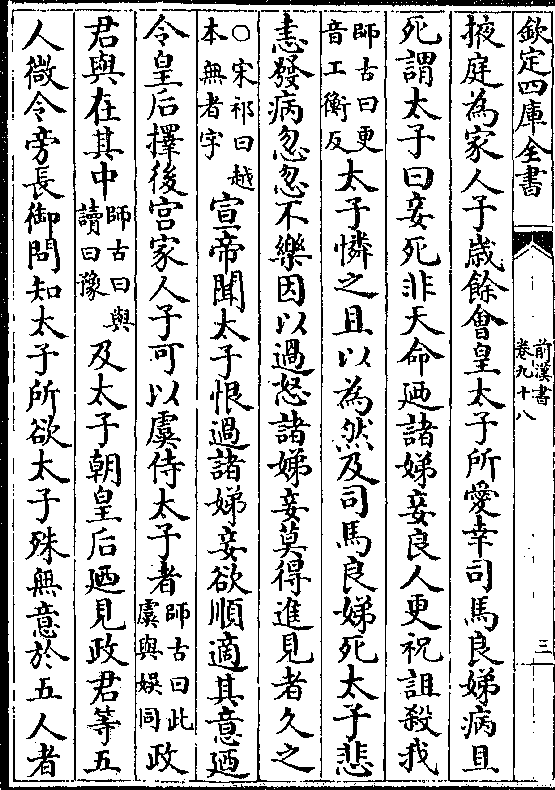 欽定四庫全書
前漢書
卷九十八
三
掖庭為家人子歳餘會皇太子所愛幸司馬良娣病且
死謂太子曰妾死非天命廼諸娣妾良人更祝詛殺我
師古曰更
音工衡反
太子憐之且以為然及司馬良娣死太子悲
恚發病忽忽不樂因以過怒諸娣妾莫得進見者久之
○宋祁曰越
本無者字
宣帝聞太子恨過諸娣妾欲順適其意廼
令皇后擇後宮家人子可以虞侍太子者
師古曰此
虞與娱同
政
君與在其中
師古曰與
讀曰豫
及太子朝皇后廼見政君等五
人微令旁長御問知太子所欲太子殊無意於五人者